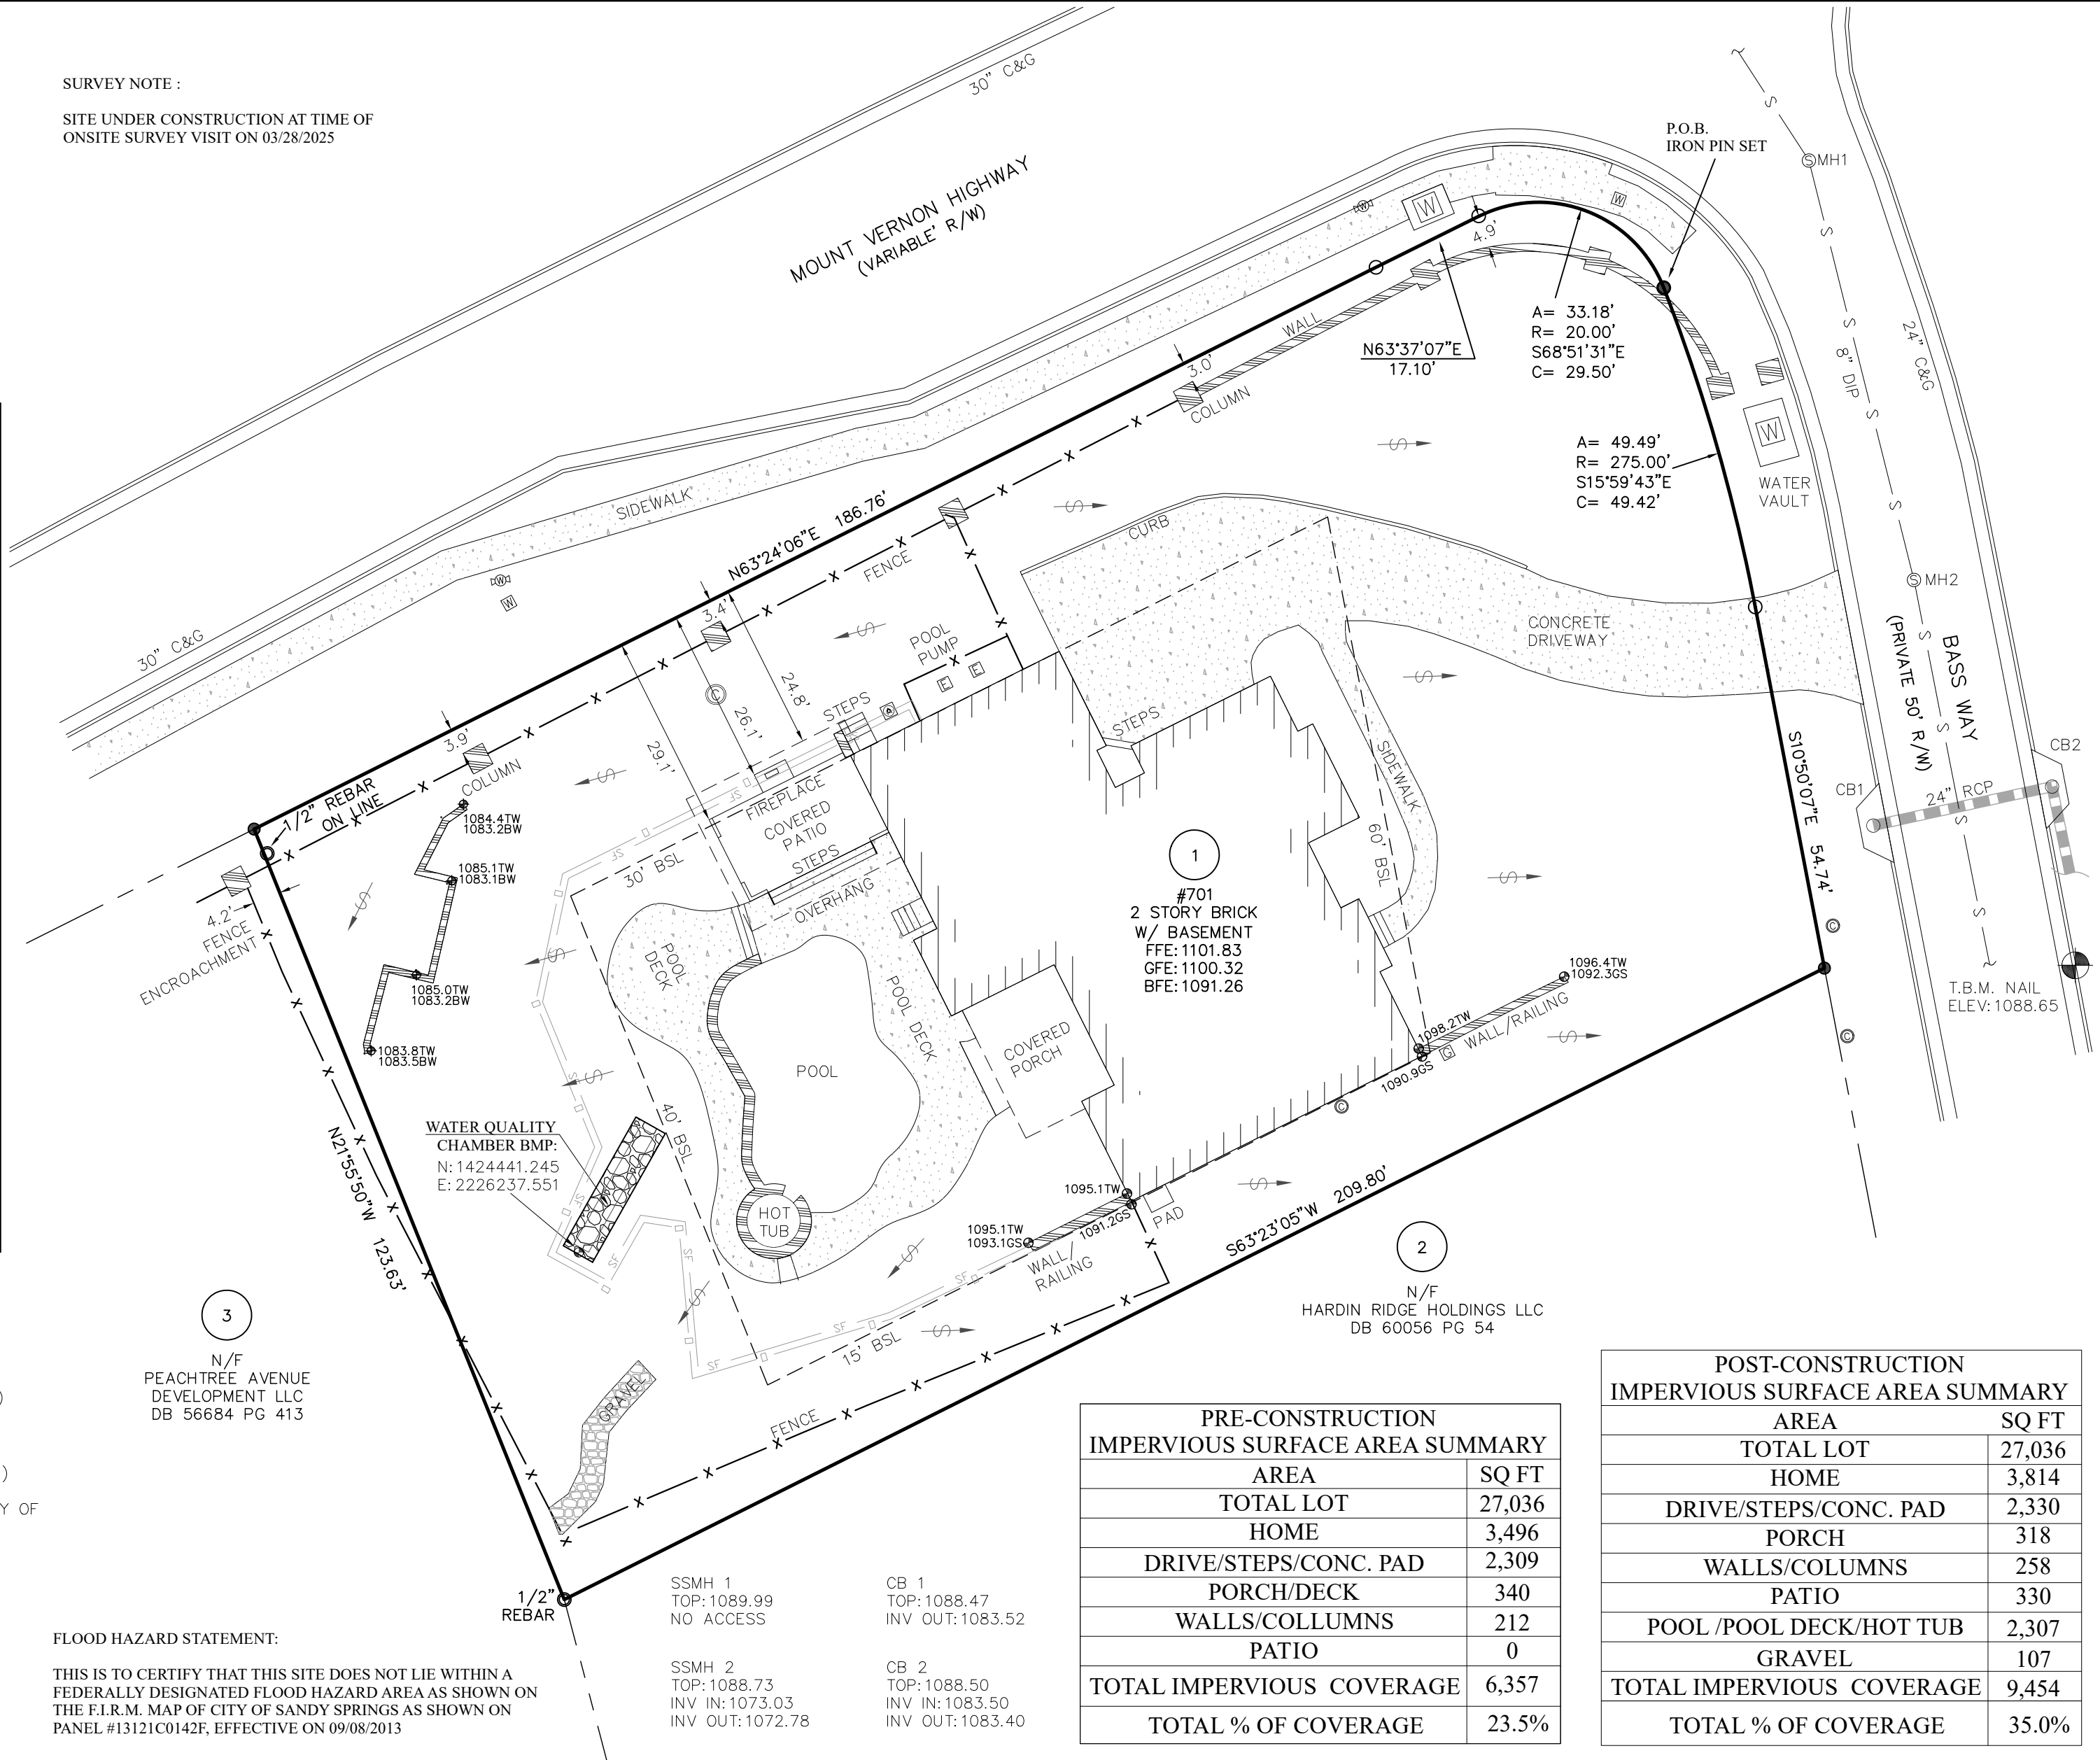 SURVEY NOTE :
SITE UNDER CONSTRUCTION AT TIME OF
ONSITE SURVEY VISIT ON 03/28/2025
30" C&G
MOUNT VERNON HIGHWAY
(VARIABLE' R/W)
P.O.B.
IRON PIN SET
MH1
S
S
S
8" DIP
S
S
S
24" C&G
W
W
W
4.9'
A= 33.18'
R= 20.00'
S68°51'31"E
C= 29.50'
N63°37'07"E
17.10'
WALL
3.0'
COLUMN
A= 49.49'
R= 275.00'
S15°59'43"E
C= 49.42'
W
WATER
VAULT
SIDEWALK
N63°24'06"E 186.76'
FENCE
CURB
MH2
W
W
30" C&G
CONCRETE
DRIVEWAY
BASS WAY
(PRIVATE 50' R/W)
3.4'
POOL
PUMP
E
E
24.8'
C
26.1'
29.1'
STEPS
STEPS
3.9'
COLUMN
1/2" REBAR
ON LINE
SIDEWALK
S10°50'07"E 54.74'
CB2
CB1
24" RCP
FIREPLACE
COVERED
PATIO
STEPS
SF
SF
30' BSL
OVERHANG
60' BSL
1084.4TW
1083.2BW
1085.1TW
1083.1BW
4.2'
FENCE
ENCROACHMENT
1
#701
2 STORY BRICK
W/ BASEMENT
FFE:1101.83
GFE:1100.32
BFE:1091.26
C
POOL
DECK
POOL DECK
1085.0TW
1083.2BW
1083.8TW
1083.5BW
1096.4TW
1092.3GS
T.B.M. NAIL
ELEV:1088.65
WALL/RAILING
1098.2TW
G
1090.9GS
C
C
COVERED
PORCH
POOL
SF
40' BSL
WATER QUALITY
CHAMBER BMP:
N:1424441.245
E:2226237.551
N21°55'50"W 123.63'
SF
SF
SF
HOT
TUB
1095.1TW
1091.2GS
PAD
1095.1TW
1093.1GS
WALL/
RAILING
SF
S63°23'05"W 209.80'
2
N/F
HARDIN RIDGE HOLDINGS LLC
DB 60056 PG 54
3
N/F
PEACHTREE AVENUE
DEVELOPMENT LLC
DB 56684 PG 413
SF
SF
15' BSL
GRAVEL
FENCE
)
)
Y OF
1/2"
REBAR
FLOOD HAZARD STATEMENT:
THIS IS TO CERTIFY THAT THIS SITE DOES NOT LIE WITHIN A
FEDERALLY DESIGNATED FLOOD HAZARD AREA AS SHOWN ON
THE F.I.R.M. MAP OF CITY OF SANDY SPRINGS AS SHOWN ON
PANEL #13121C0142F, EFFECTIVE ON 09/08/2013
SSMH 1
TOP:1089.99
NO ACCESS
SSMH 2
TOP:1088.73
INV IN:1073.03
INV OUT:1072.78
CB 1
TOP:1088.47
INV OUT:1083.52
CB 2
TOP:1088.50
INV IN:1083.50
INV OUT:1083.40
PRE-CONSTRUCTION
IMPERVIOUS SURFACE AREA SUMMARY
AREA SQ FT
TOTAL LOT 27,036
HOME 3,496
DRIVE/STEPS/CONC. PAD 2,309
PORCH/DECK 340
WALLS/COLLUMNS 212
PATIO 0
TOTAL IMPERVIOUS COVERAGE 6,357
TOTAL % OF COVERAGE 23.5%
POST-CONSTRUCTION
IMPERVIOUS SURFACE AREA SUMMARY
AREA SQ FT
TOTAL LOT 27,036
HOME 3,814
DRIVE/STEPS/CONC. PAD 2,330
PORCH 318
WALLS/COLUMNS 258
PATIO 330
POOL /POOL DECK/HOT TUB 2,307
GRAVEL 107
TOTAL IMPERVIOUS COVERAGE 9,454
TOTAL % OF COVERAGE 35.0%